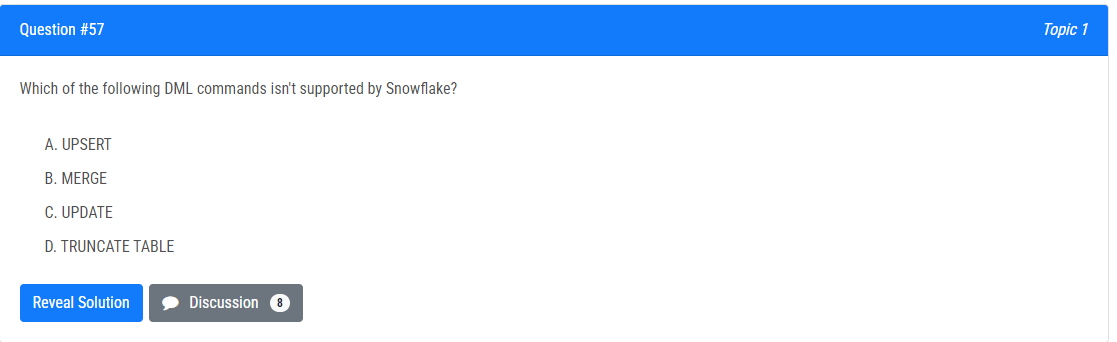 Question #57 Topic 1
Which of the following DML commands isn't supported by Snowflake?
A. UPSERT
B. MERGE
C. UPDATE
D. TRUNCATE TABLE
Reveal Solution Discussion 8